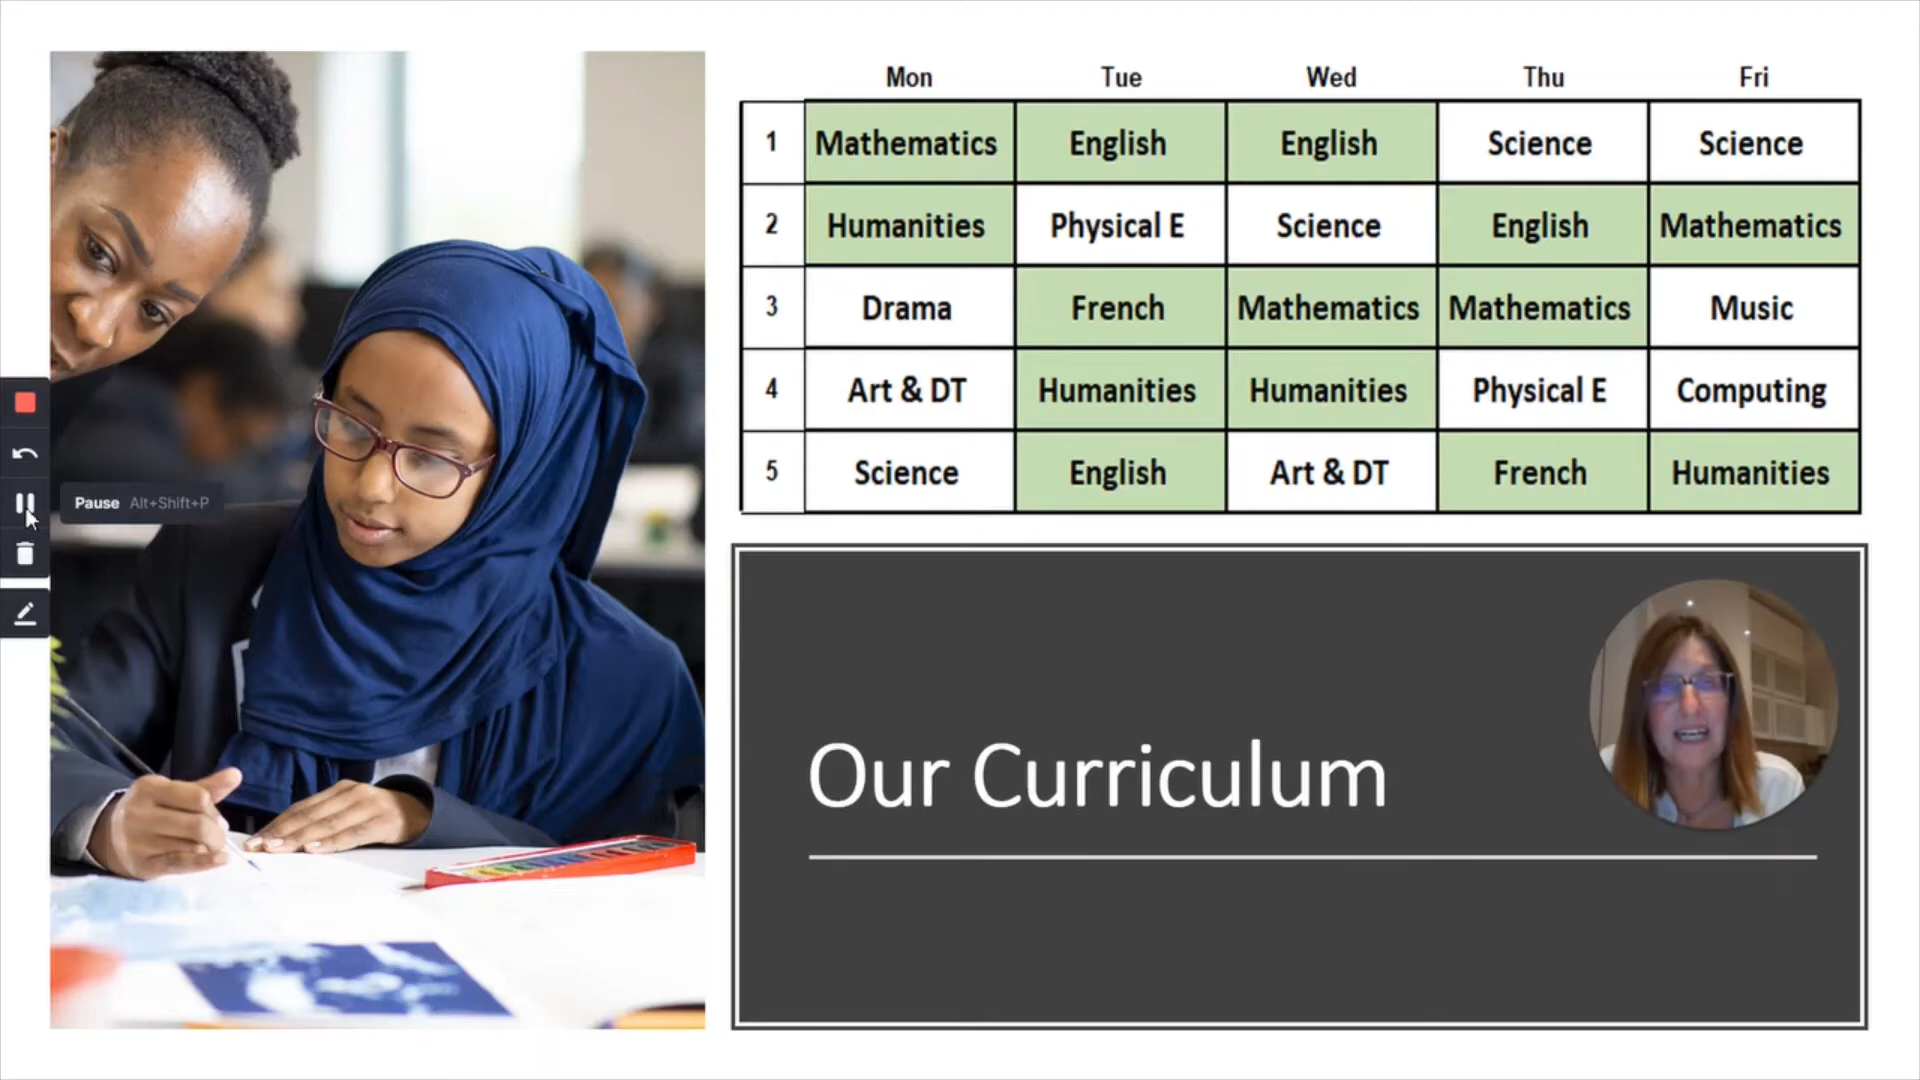 Mon Tue Wed Thu Fri
1 Mathematics English English Science Science
2 Humanities Physical E Science English Mathematics
3 Drama French Mathematics Mathematics Music
4 Art & DT Humanities Humanities Physical E Computing
5 Science English Art & DT French Humanities
Pause Alt+Shift+P
Our Curriculum